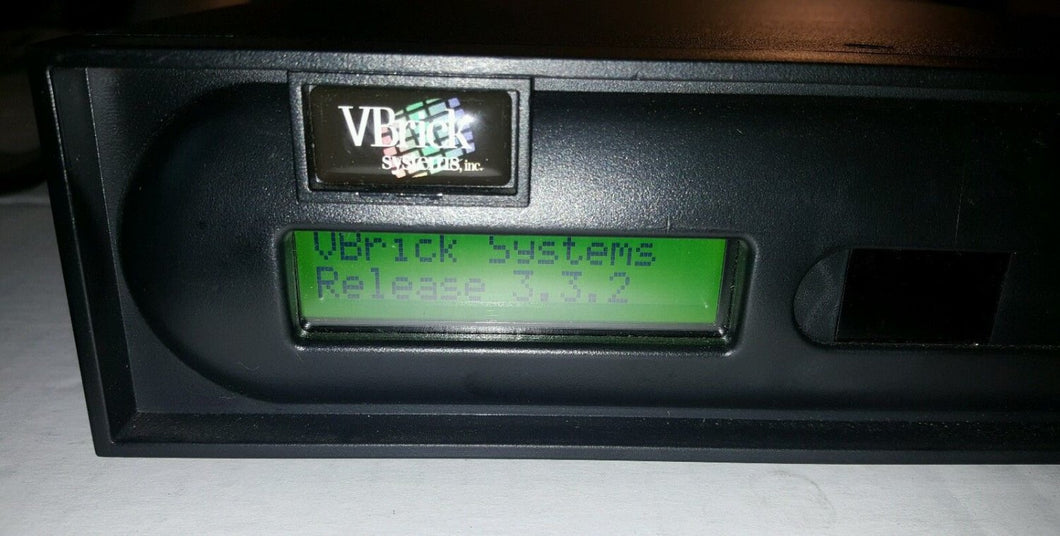 VBrick
systems, inc.
VBrick Systems
Release 3.3.2